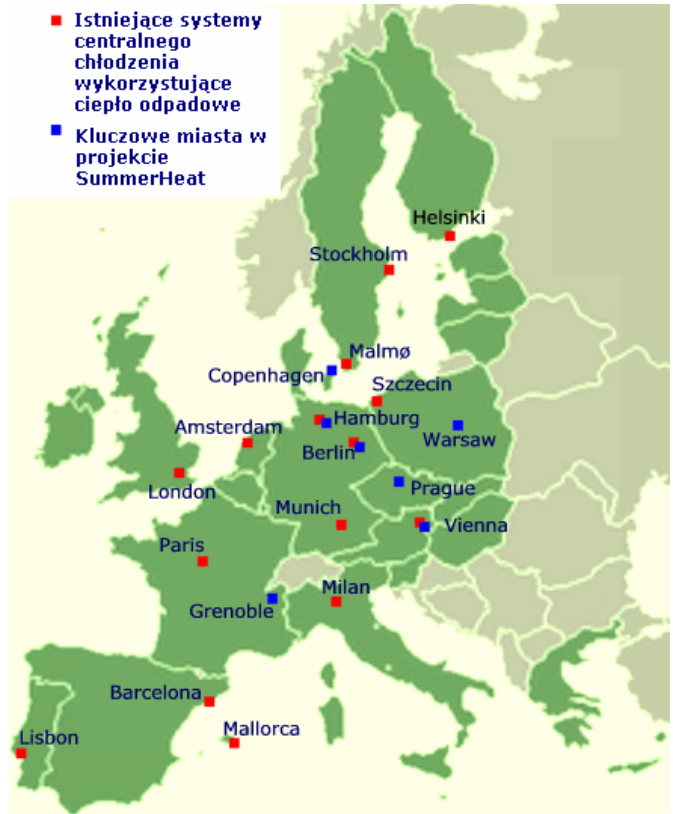 Istniejące systemy
centralnego
chłodzenia
wykorzystujące
ciepło odpadowe
Kluczowe miasta w
projekcie
SummerHeat
Helsinki
Stockholm
Malmø
Copenhagen
Szczecin
Hamburg
Amsterdam
Warsaw
Berlin
Prague
London
Munich
Vienna
Paris
Milan
Grenoble
Barcelona
Mallorca
Lisbon